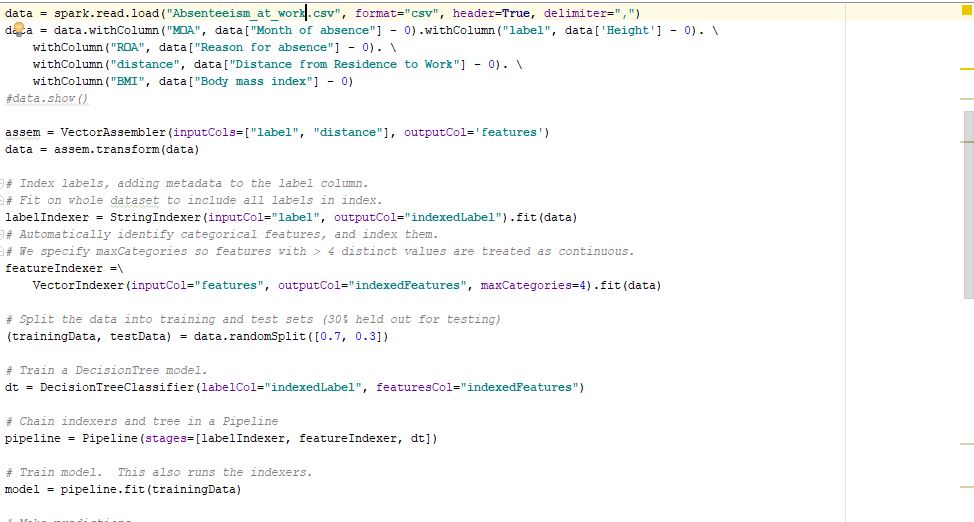 data = spark.read.load("Absenteeism_at_work.csv", format="csv", header=True, delimiter=",")
data = data.withColumn("MOA", data["Month of absence"] - 0).withColumn("label", data['Height'] - 0). \
    withColumn("ROA", data["Reason for absence"] - 0). \
    withColumn("distance", data["Distance from Residence to Work"] - 0). \
    withColumn("BMI", data["Body mass index"] - 0)
#data.show()
assem = VectorAssembler(inputCols=["label", "distance"], outputCol='features')
data = assem.transform(data)
# Index labels, adding metadata to the label column.
# Fit on whole dataset to include all labels in index.
labelIndexer = StringIndexer(inputCol="label", outputCol="indexedLabel").fit(data)
# Automatically identify categorical features, and index them.
# We specify maxCategories so features with > 4 distinct values are treated as continuous.
featureIndexer =\
    VectorIndexer(inputCol="features", outputCol="indexedFeatures", maxCategories=4).fit(data)
# Split the data into training and test sets (30% held out for testing)
(trainingData, testData) = data.randomSplit([0.7, 0.3])
# Train a DecisionTree model.
dt = DecisionTreeClassifier(labelCol="indexedLabel", featuresCol="indexedFeatures")
# Chain indexers and tree in a Pipeline
pipeline = Pipeline(stages=[labelIndexer, featureIndexer, dt])
# Train model.  This also runs the indexers.
model = pipeline.fit(trainingData)
# Make predictions